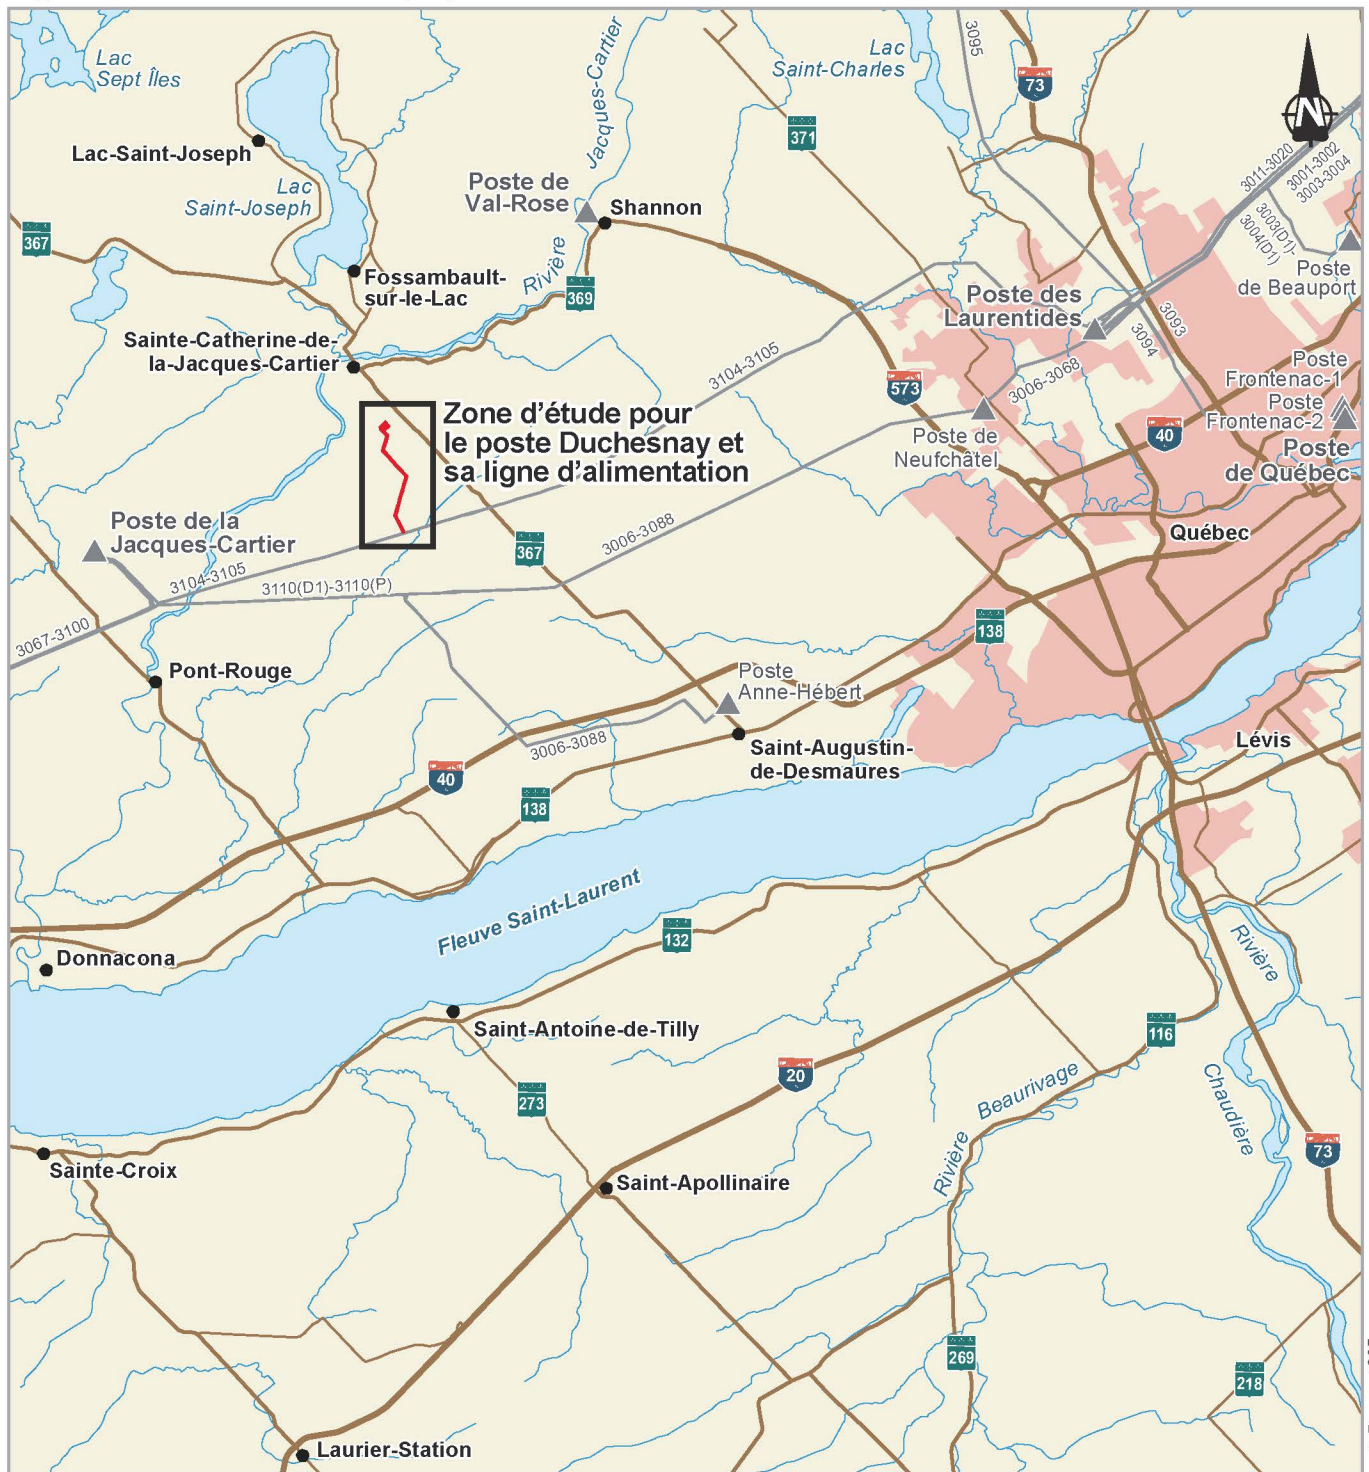 Lac
Sept Îles
Lac
Saint-Charles
3095
73
Jacques-Cartier
371
N
Lac-Saint-Joseph
Lac
Saint-Joseph
Poste de
Val-Rose
Shannon
3011-3020
3001-3002
3003-3004
3003(D1)-
3004(D1)
367
Rivière
369
Fossambault-
sur-le-Lac
Poste
de Beauport
Poste des
Laurentides
3093
3094
Sainte-Catherine-de-
la-Jacques-Cartier
3104-3105
573
3006-3068
Poste
Frontenac-1
Poste
Frontenac-2
Poste
de Québec
Zone d'étude pour
le poste Duchesnay et
sa ligne d'alimentation
Poste de
Neufchâtel
40
Poste de la
Jacques-Cartier
367
3006-3088
Québec
3104-3105
3110(D1)-3110(P)
3067-3100
138
Pont-Rouge
Poste
Anne-Hébert
3006-3088
Saint-Augustin-
de-Desmaures
Lévis
40
138
Fleuve Saint-Laurent
132
Donnacona
Rivière
Saint-Antoine-de-Tilly
116
20
273
Beaurivage
Chaudière
73
Sainte-Croix
Rivière
Saint-Apollinaire
269
218
Laurier-Station